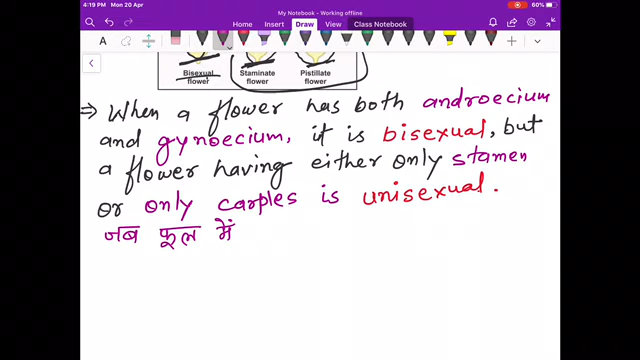 4:19 PM Mon 20 Apr
60%
My Notebook - Working offline
Home Insert Draw View Class Notebook
Bisexual flower
Staminate flower
Pistillate flower
⇒ When a flower has both androecium
and gynoecium, it is bisexual, but
a flower having either only stamen
or only carples is unisexual.
जब फूल में